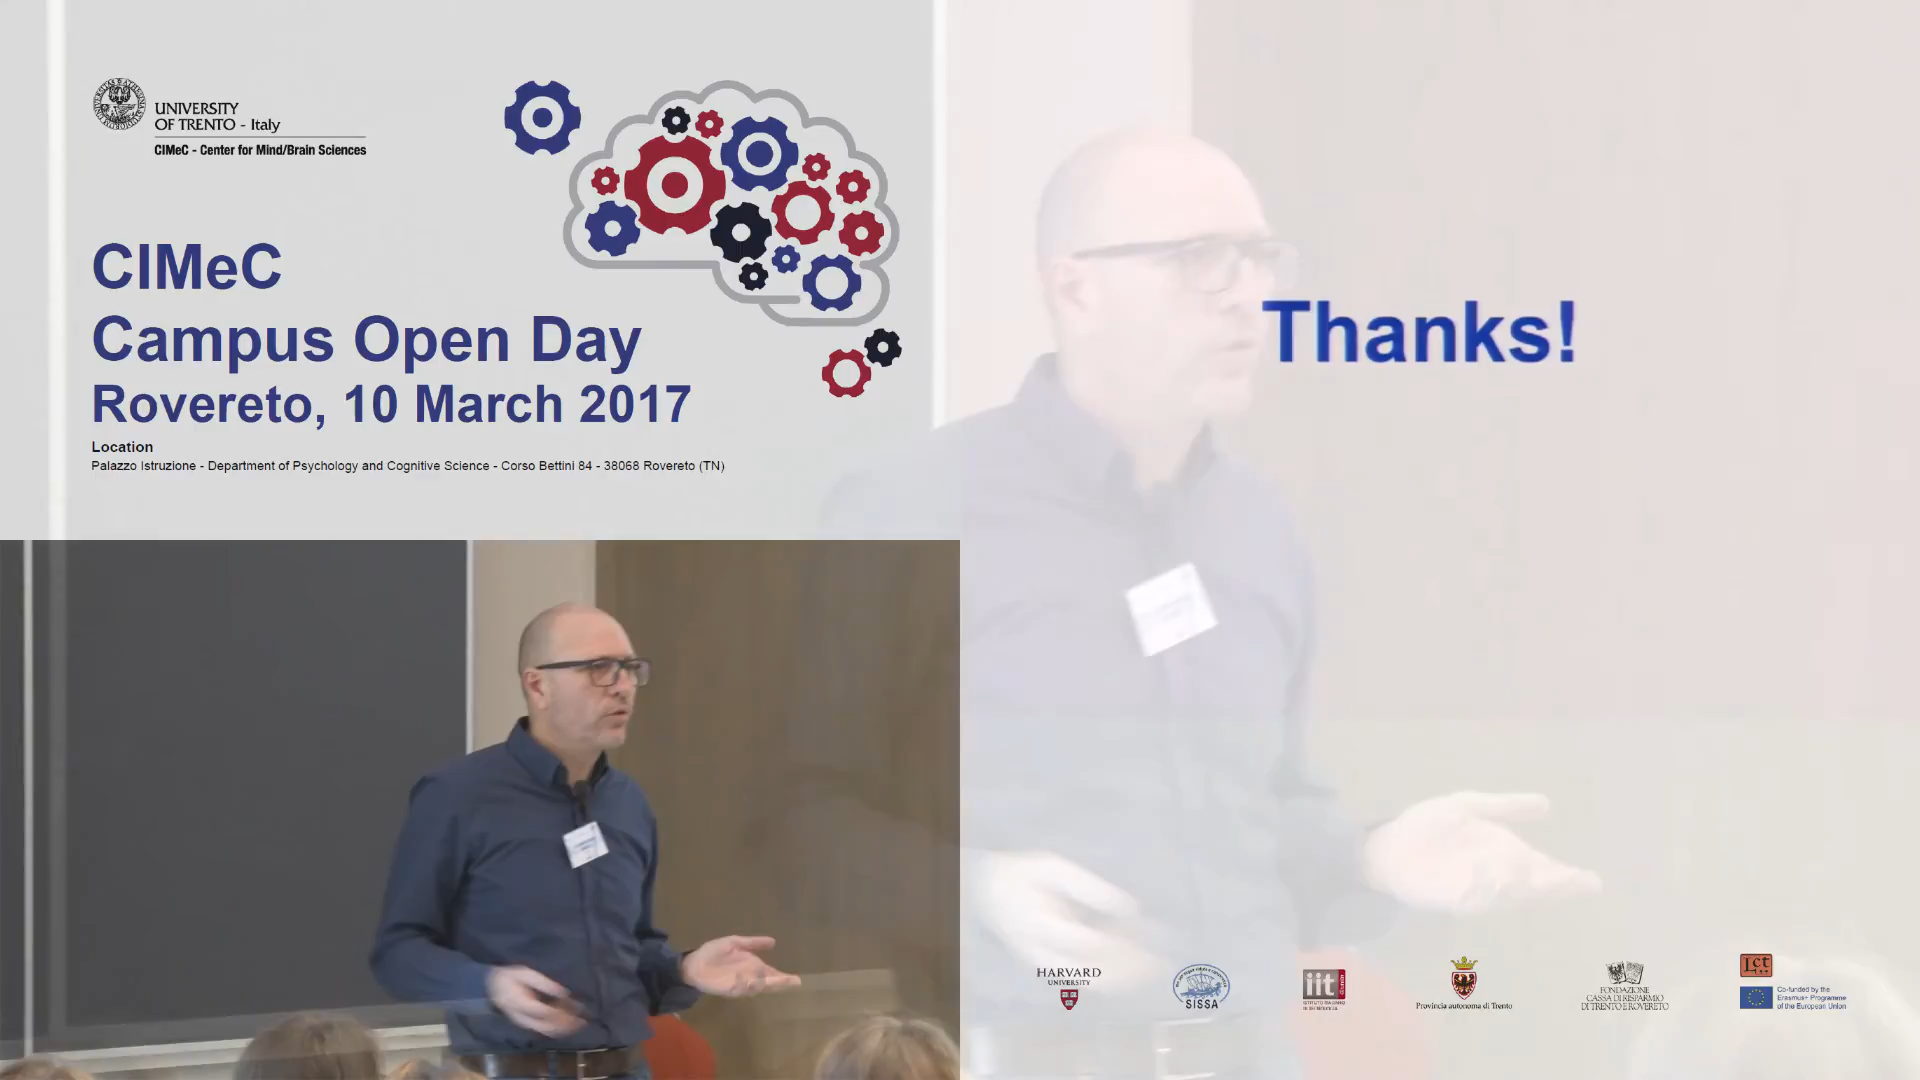 UNIVERSITY
OF TRENTO - Italy
CIMeC - Center for Mind/Brain Sciences
CIMeC
Campus Open Day
Rovereto, 10 March 2017
Location
Palazzo Istruzione - Department of Psychology and Cognitive Science - Corso Bettini 84 - 38068 Rovereto (TN)
Thanks!
HARVARD
UNIVERSITY
SISSA
iit
Provincia autonoma di Trento
FONDAZIONE
CASSA DI RISPARMIO
DI TRENTO E ROVERETO
Lct
Co-funded by the
Erasmus+ Programme
of the European Union